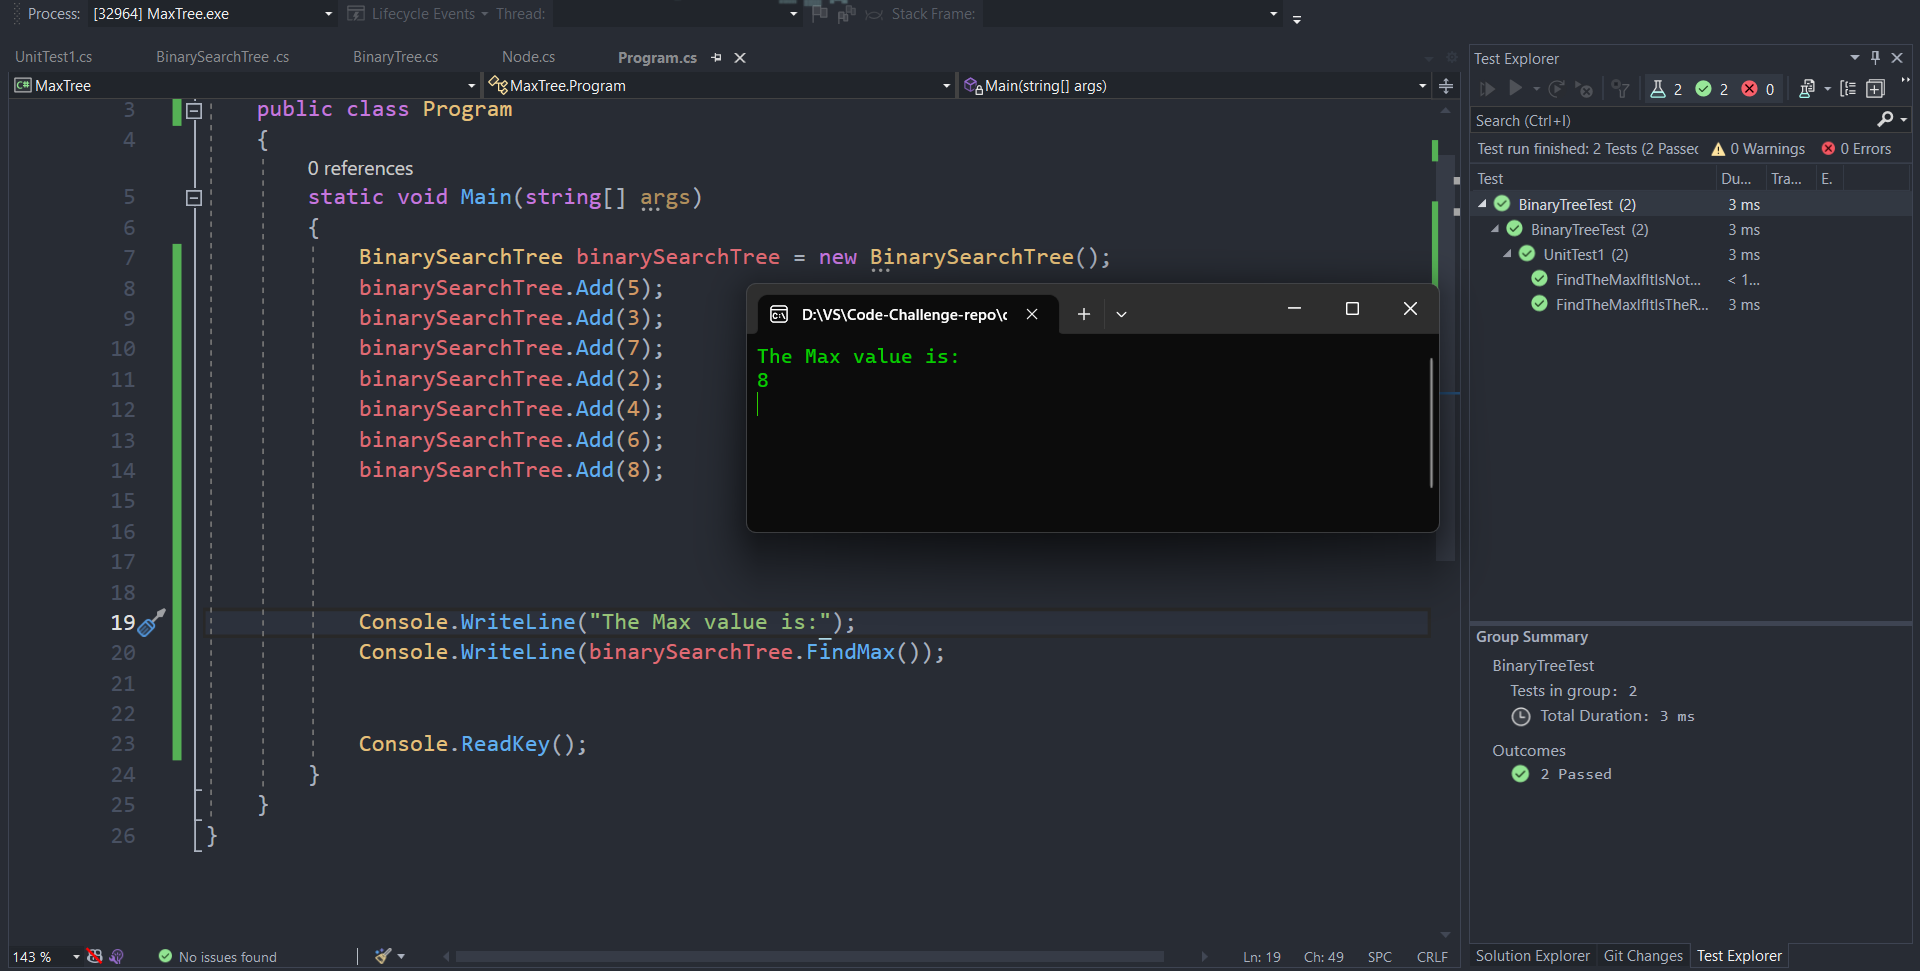 Process: [32964] MaxTree.exe Lifecycle Events Thread: Stack Frame:
UnitTest1.cs BinarySearchTree .cs BinaryTree.cs Node.cs Program.cs
C# MaxTree MaxTree.Program Main(string[] args)
3 public class Program
4 {
0 references
5 static void Main(string[] args)
6 {
7 BinarySearchTree binarySearchTree = new BinarySearchTree();
8 binarySearchTree.Add(5);
9 binarySearchTree.Add(3);
10 binarySearchTree.Add(7);
11 binarySearchTree.Add(2);
12 binarySearchTree.Add(4);
13 binarySearchTree.Add(6);
14 binarySearchTree.Add(8);
15
16
17
18
19 Console.WriteLine("The Max value is:");
20 Console.WriteLine(binarySearchTree.FindMax());
21
22
23 Console.ReadKey();
24 }
25 }
26 }
D:\VS\Code-Challenge-repo\c
The Max value is:
8
143 % No issues found Ln: 19 Ch: 49 SPC CRLF
Test Explorer
2 2 0
Search (Ctrl+I)
Test run finished: 2 Tests (2 Passed 0 Warnings 0 Errors
Test Du... Tra... E.
BinaryTreeTest (2) 3 ms
BinaryTreeTest (2) 3 ms
UnitTest1 (2) 3 ms
FindTheMaxIfItIsNot... < 1...
FindTheMaxIfItIsTheR... 3 ms
Group Summary
BinaryTreeTest
Tests in group: 2
Total Duration: 3 ms
Outcomes
2 Passed
Solution Explorer Git Changes Test Explorer